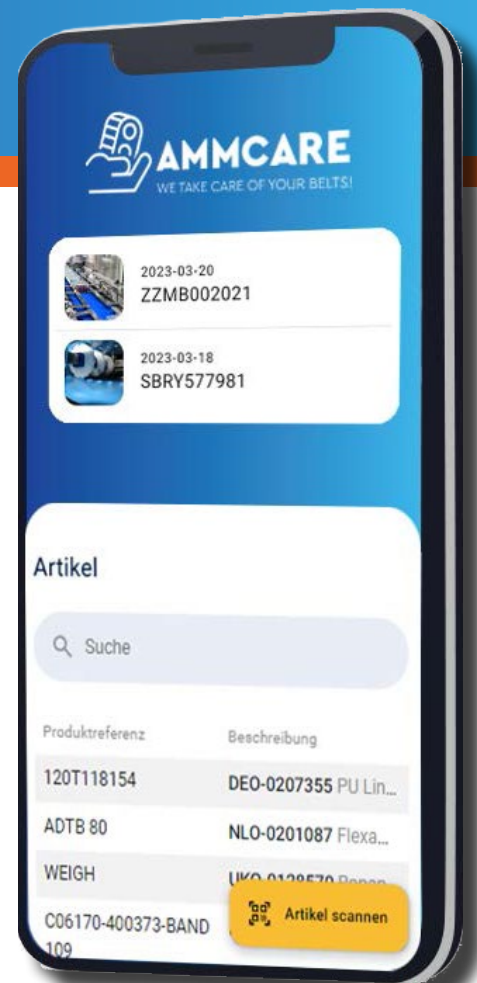 AMMCARE
WE TAKE CARE OF YOUR BELTS!
2023-03-20
ZZMB002021
2023-03-18
SBRY577981
Artikel
Suche
Produktreferenz Beschreibung
120T118154 DEO-0207355 PU Lin...
ADTB 80 NLO-0201087 Flexa...
WEIGH
C06170-400373-BAND
109
Artikel scannen